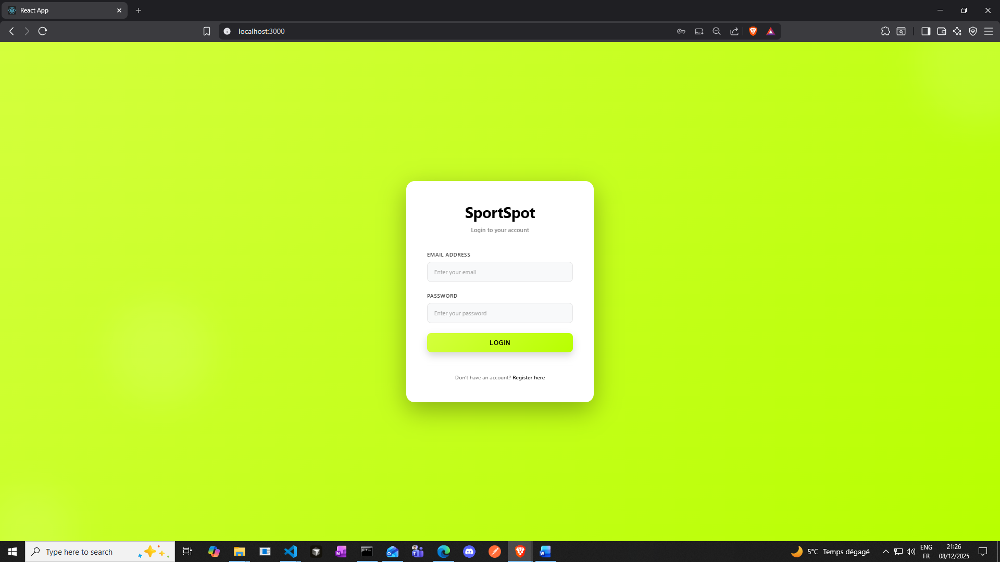 React App
localhost:3000
SportSpot
Login to your account
EMAIL ADDRESS
Enter your email
PASSWORD
Enter your password
LOGIN
Don't have an account? Register here
Type here to search
5°C Temps dégagé
ENG
FR
21:26
08/12/2025